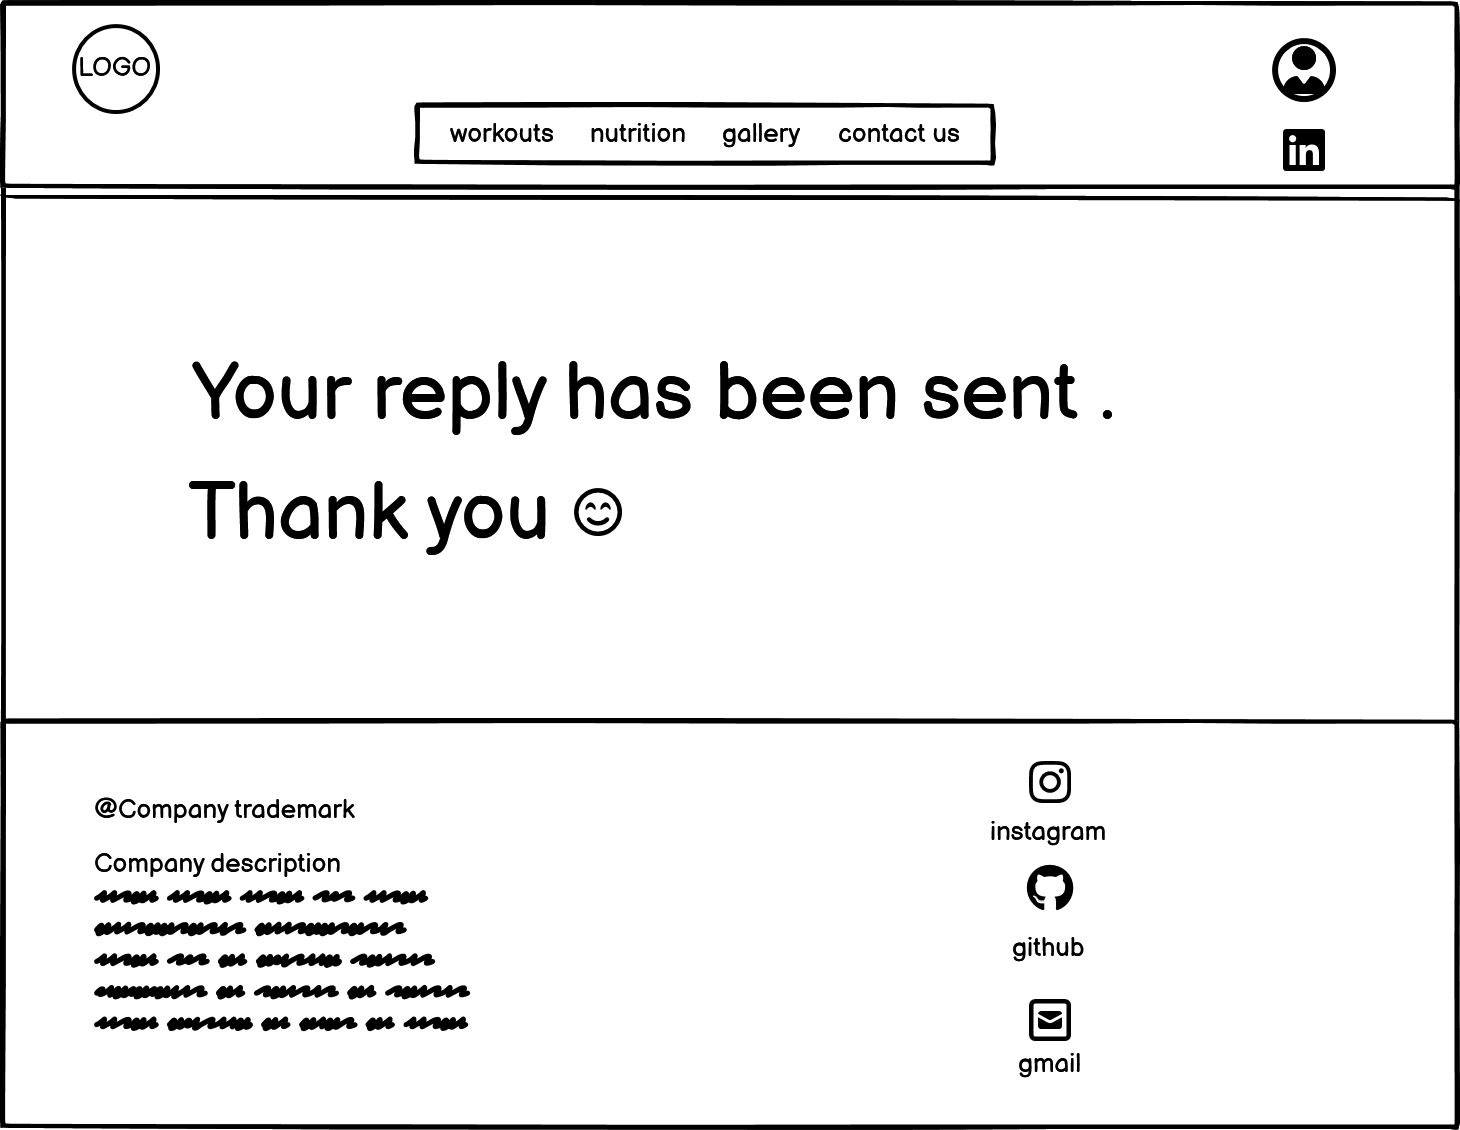 LOGO
workouts nutrition gallery contact us
in
Your reply has been sent .
Thank you 😊
@Company trademark
Company description
instagram
github
gmail